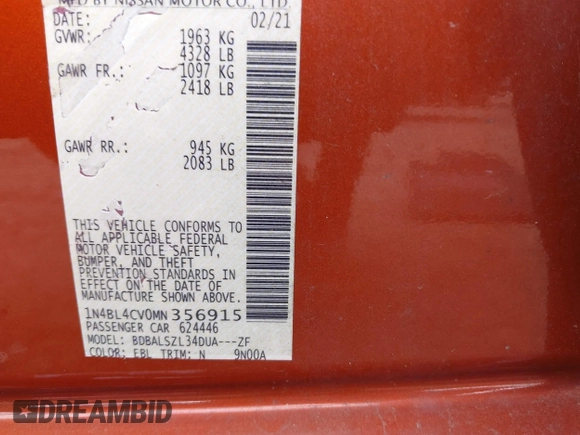 MFD BY NISSAN MOTOR CO., LTD.
DATE: 02/21
GVWR: 1963 KG
4328 LB
GAWR FR.: 1097 KG
2418 LB
GAWR RR.: 945 KG
2083 LB
THIS VEHICLE CONFORMS TO
ALL APPLICABLE FEDERAL
MOTOR VEHICLE SAFETY,
BUMPER, AND THEFT
PREVENTION STANDARDS IN
EFFECT ON THE DATE OF
MANUFACTURE SHOWN ABOVE.
1N4BL4CV0MN356915
PASSENGER CAR 624446
MODEL: BDBALSZL34DUA---ZF
COLOR: EBL TRIM: N 9N00A
DREAMBID